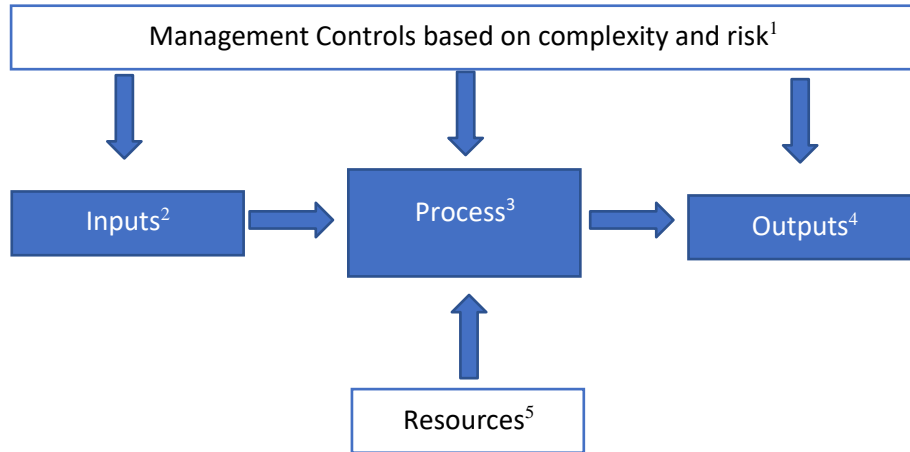 Management Controls based on complexity and risk¹
Inputs²
Process³
Outputs⁴
Resources⁵